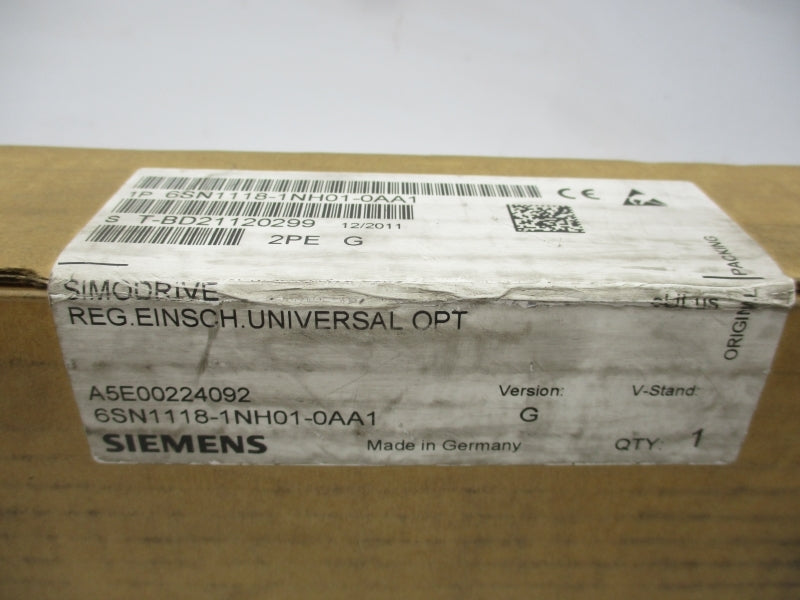 1P 6SN1118-1NH01-0AA1
S T-BD21120299 12/2011
2PE G
CE
SIMODRIVE
REG.EINSCH.UNIVERSAL OPT
ORIGINAL PACKING
A5E00224092
Version:
V-Stand:
6SN1118-1NH01-0AA1
G
SIEMENS
Made in Germany
QTY: 1